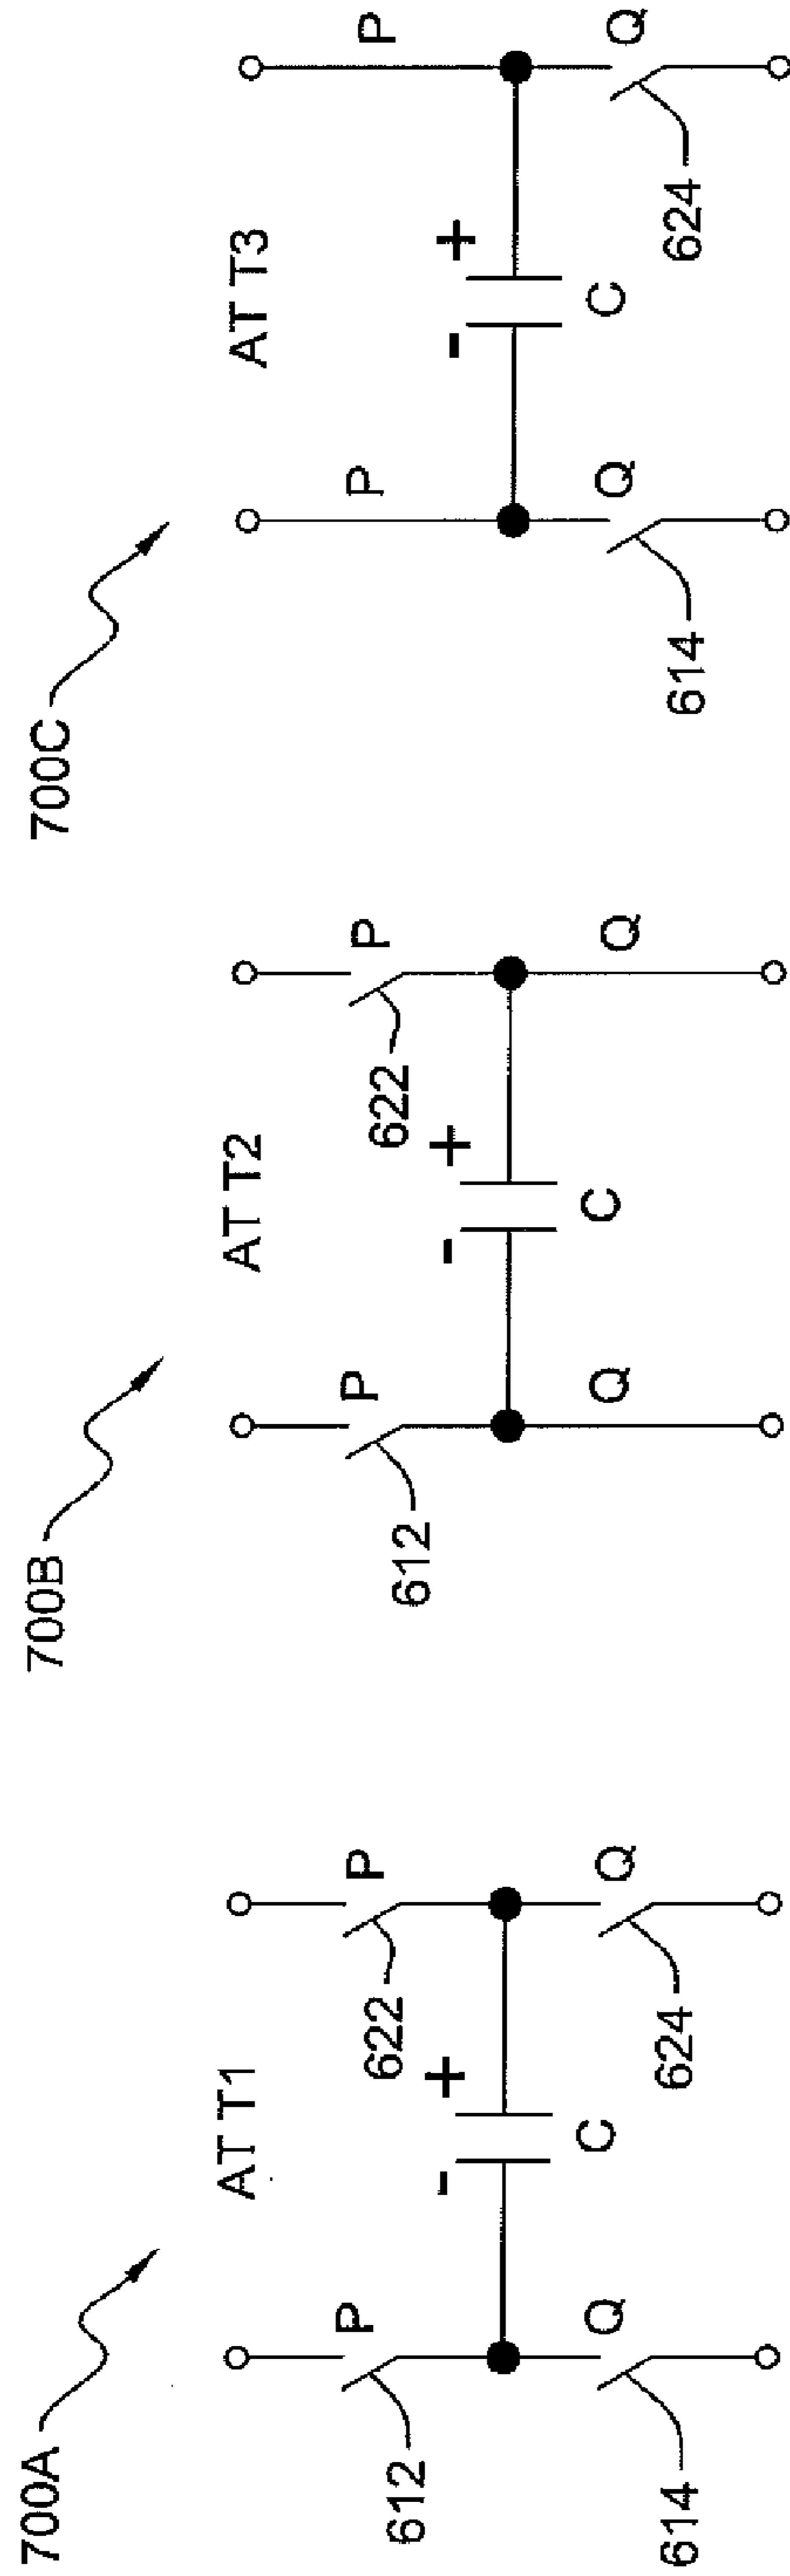 700A
AT T1
612
P
622
P
-
+
C
614
Q
624
Q
700B
AT T2
612
P
622
P
-
+
C
Q
Q
700C
AT T3
P
P
-
+
C
614
Q
624
Q